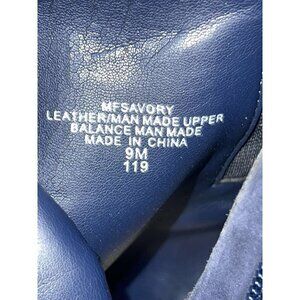 MFSAVORY
LEATHER/MAN MADE UPPER
BALANCE MAN MADE
MADE IN CHINA
9M
119